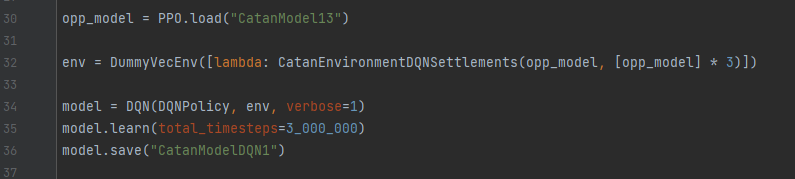 30 opp_model = PPO.load("CatanModel13")
31
32 env = DummyVecEnv([lambda: CatanEnvironmentDQNSettlements(opp_model, [opp_model] * 3)])
33
34 model = DQN(DQNPolicy, env, verbose=1)
35 model.learn(total_timesteps=3_000_000)
36 model.save("CatanModelDQN1")
37